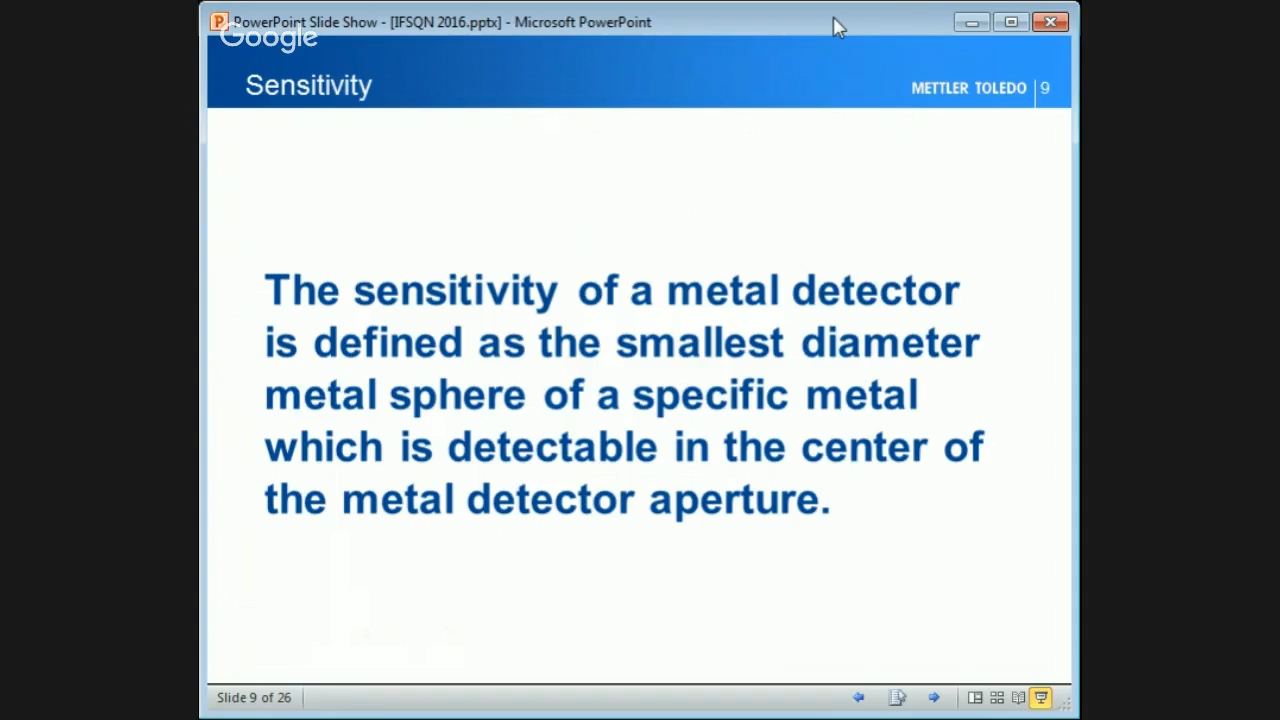 PowerPoint Slide Show - [IFSQN 2016.pptx] - Microsoft PowerPoint
Google
Sensitivity
METTLER TOLEDO 9
The sensitivity of a metal detector
is defined as the smallest diameter
metal sphere of a specific metal
which is detectable in the center of
the metal detector aperture.
Slide 9 of 26